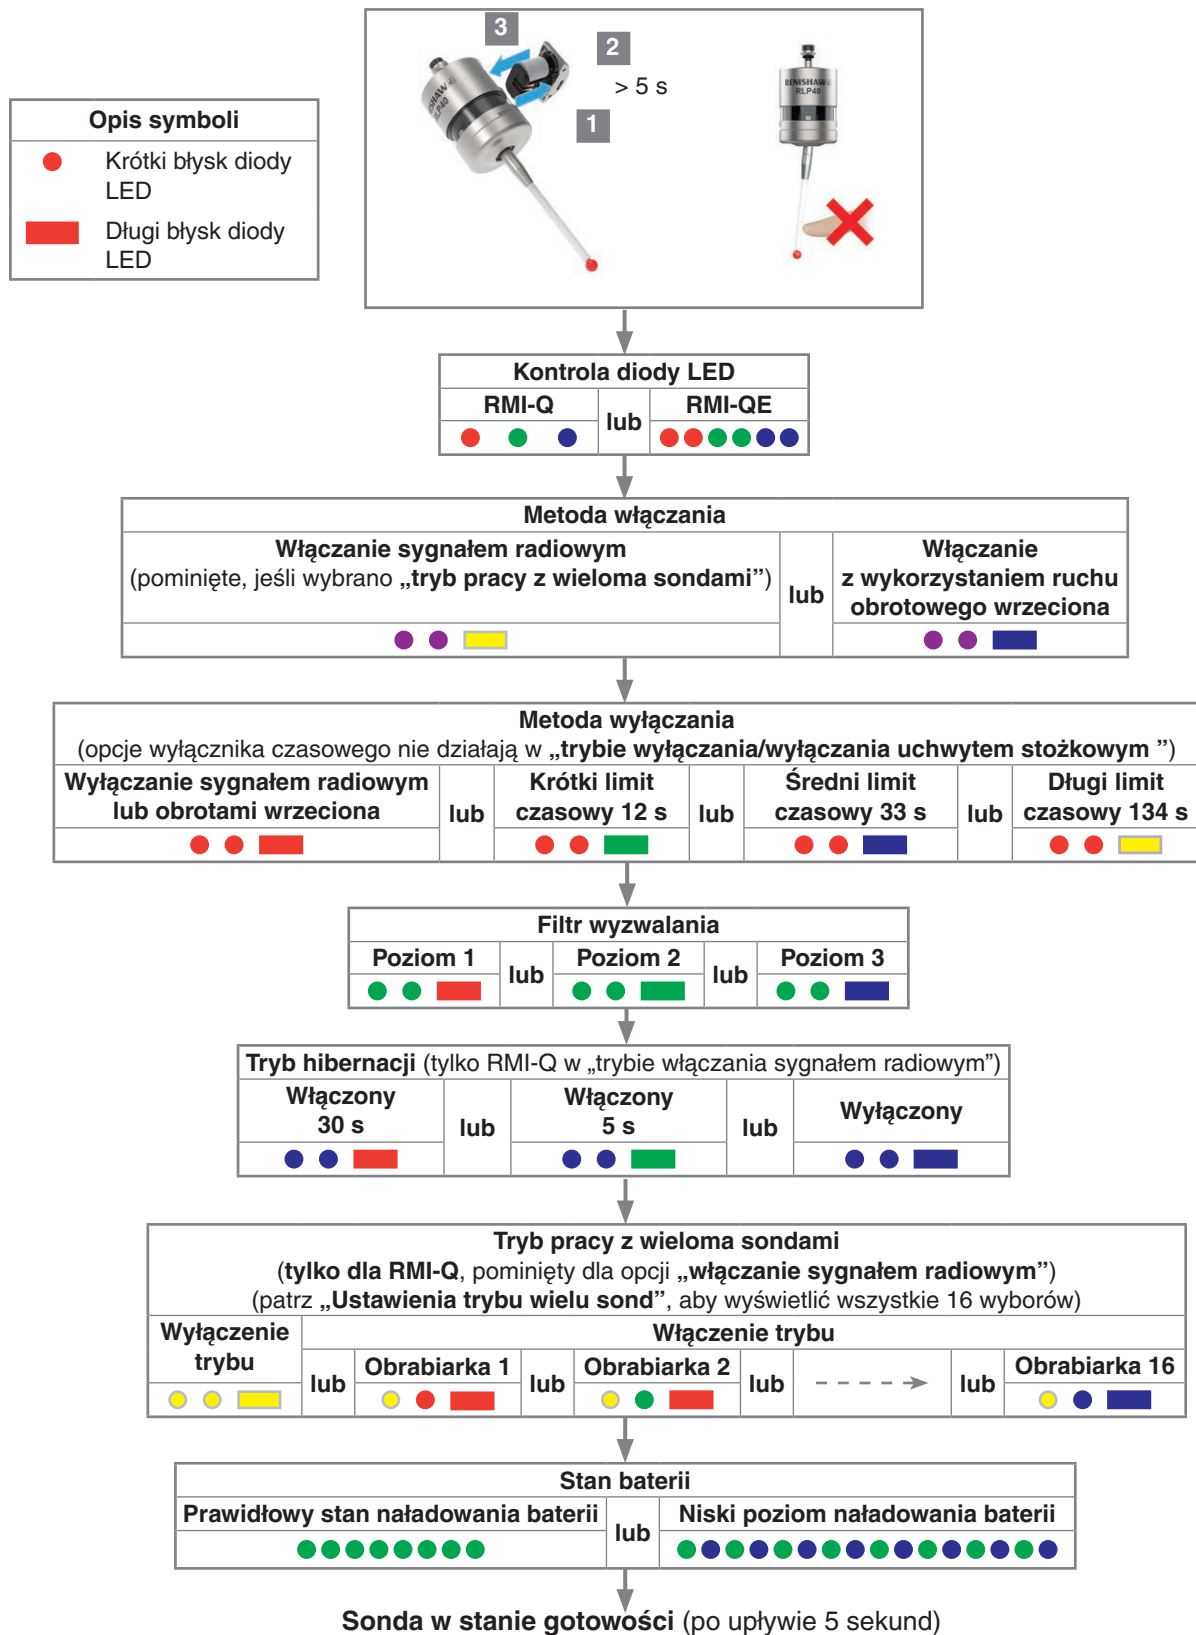 3
2
> 5 s
1
RENISHAW
RLP40
RENISHAW
RLP40
Opis symboli
Krótki błysk diody
LED
Długi błysk diody
LED
Kontrola diody LED
RMI-Q
lub
RMI-QE
Metoda włączania
Włączanie sygnałem radiowym
(pominięte, jeśli wybrano „tryb pracy z wieloma sondami”)
lub
Włączanie
z wykorzystaniem ruchu
obrotowego wrzeciona
Metoda wyłączania
(opcje wyłącznika czasowego nie działają w „trybie wyłączania/wyłączania uchwytem stożkowym ”)
Wyłączanie sygnałem radiowym
lub obrotami wrzeciona
lub
Krótki limit
czasowy 12 s
lub
Średni limit
czasowy 33 s
lub
Długi limit
czasowy 134 s
Filtr wyzwalania
Poziom 1
lub
Poziom 2
lub
Poziom 3
Tryb hibernacji (tylko RMI-Q w „trybie włączania sygnałem radiowym”)
Włączony
30 s
lub
Włączony
5 s
lub
Wyłączony
Tryb pracy z wieloma sondami
(tylko dla RMI-Q, pominięty dla opcji „włączanie sygnałem radiowym”)
(patrz „Ustawienia trybu wielu sond”, aby wyświetlić wszystkie 16 wyborów)
Wyłączenie
trybu
Włączenie trybu
lub
Obrabiarka 1
lub
Obrabiarka 2
lub
lub
Obrabiarka 16
Stan baterii
Prawidłowy stan naładowania baterii
lub
Niski poziom naładowania baterii
Sonda w stanie gotowości (po upływie 5 sekund)